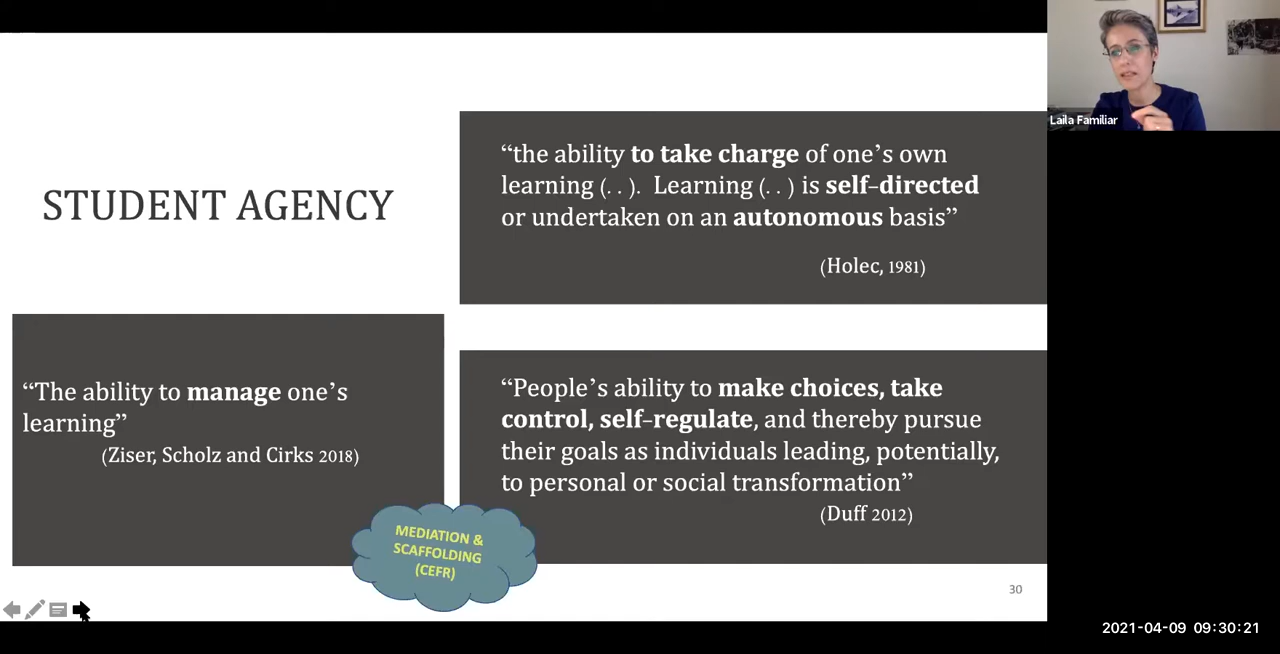 STUDENT AGENCY
“the ability to take charge of one’s own
learning (. . ).  Learning (. . ) is self-directed
or undertaken on an autonomous basis”
(Holec, 1981)
“The ability to manage one’s
learning”
(Ziser, Scholz and Cirks 2018)
“People’s ability to make choices, take
control, self-regulate, and thereby pursue
their goals as individuals leading, potentially,
to personal or social transformation”
(Duff 2012)
MEDIATION &
SCAFFOLDING
(CEFR)
30
Laila Familiar
2021-04-09 09:30:21